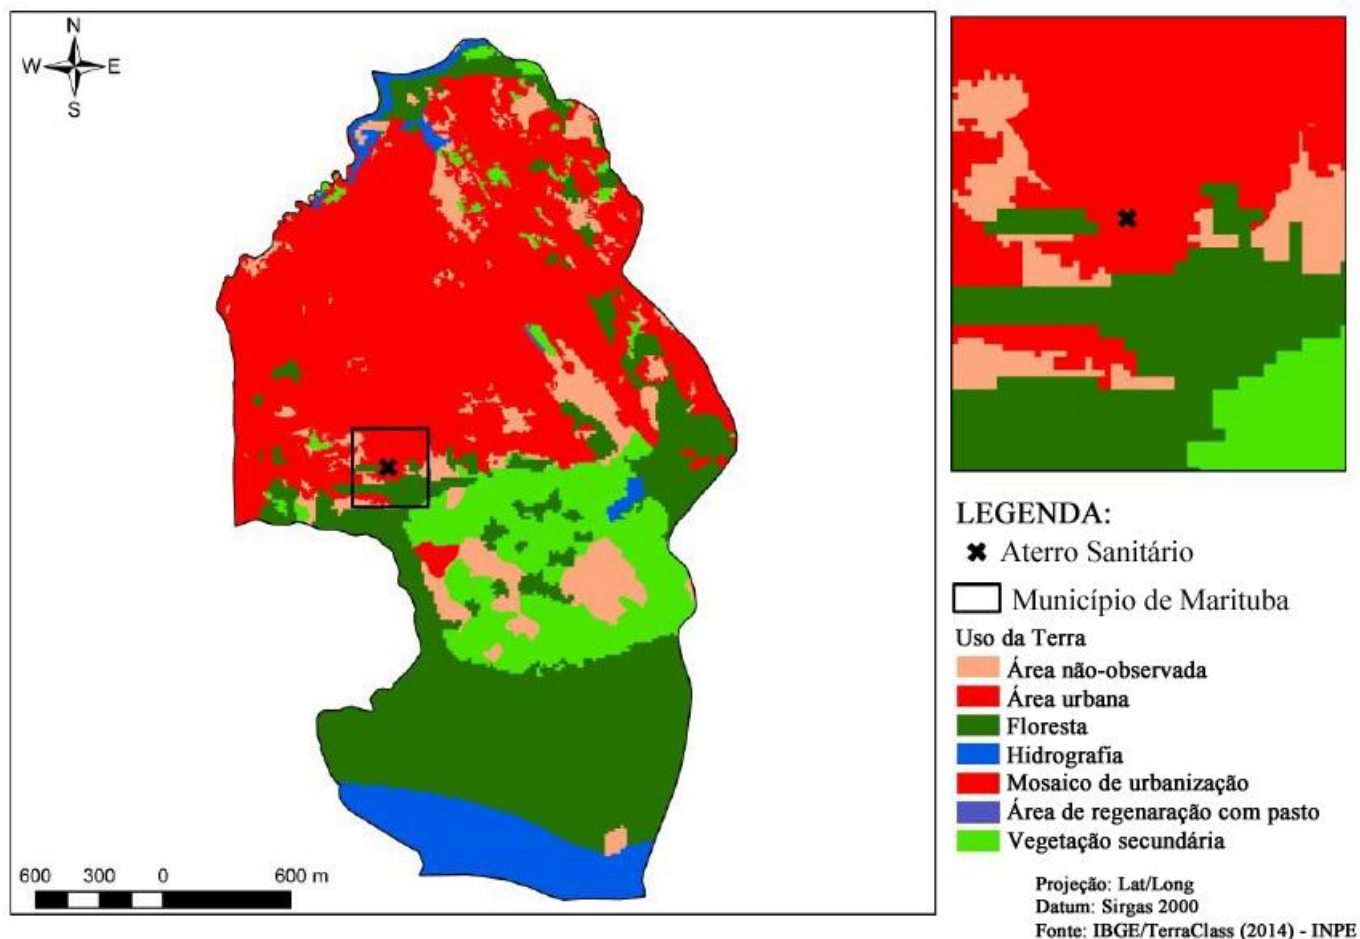 N
W E
S
600 300 0 600 m
LEGENDA:
Aterro Sanitário
Município de Marituba
Uso da Terra
Área não-observada
Área urbana
Floresta
Hidrografia
Mosaico de urbanização
Área de regenaração com pasto
Vegetação secundária
Projeção: Lat/Long
Datum: Sirgas 2000
Fonte: IBGE/TerraClass (2014) - INPE